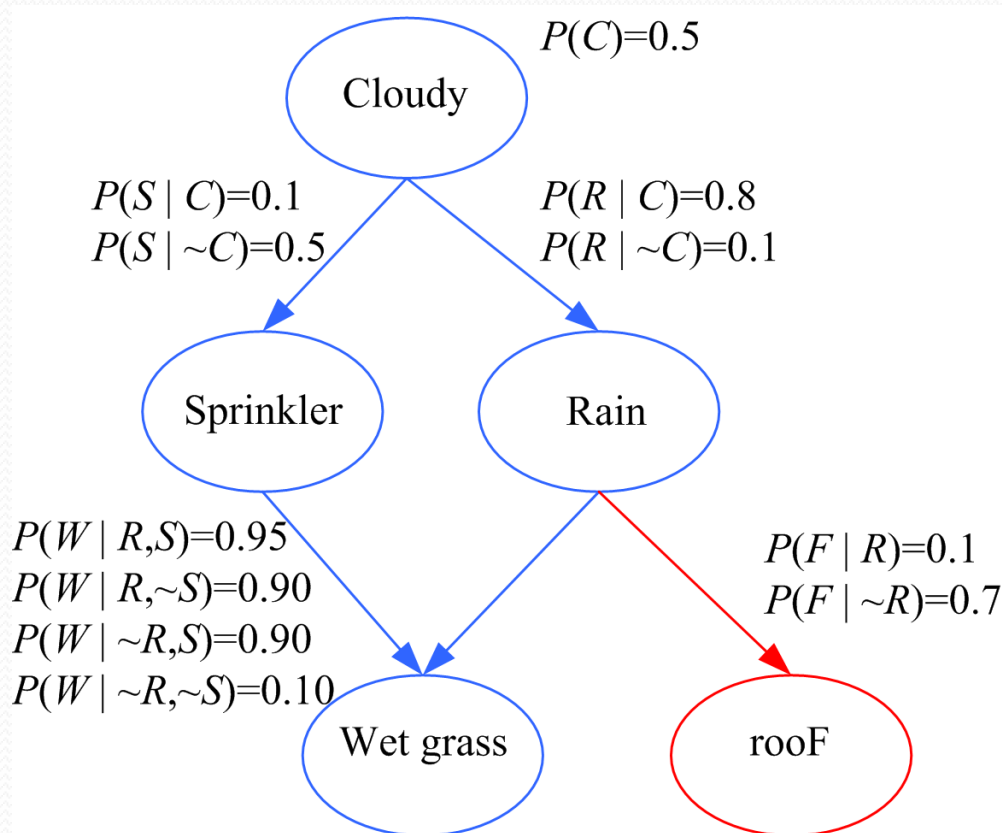 P(C)=0.5
Cloudy
P(S | C)=0.1
P(S | ~C)=0.5
P(R | C)=0.8
P(R | ~C)=0.1
Sprinkler
Rain
P(W | R,S)=0.95
P(W | R,~S)=0.90
P(W | ~R,S)=0.90
P(W | ~R,~S)=0.10
P(F | R)=0.1
P(F | ~R)=0.7
Wet grass
rooF